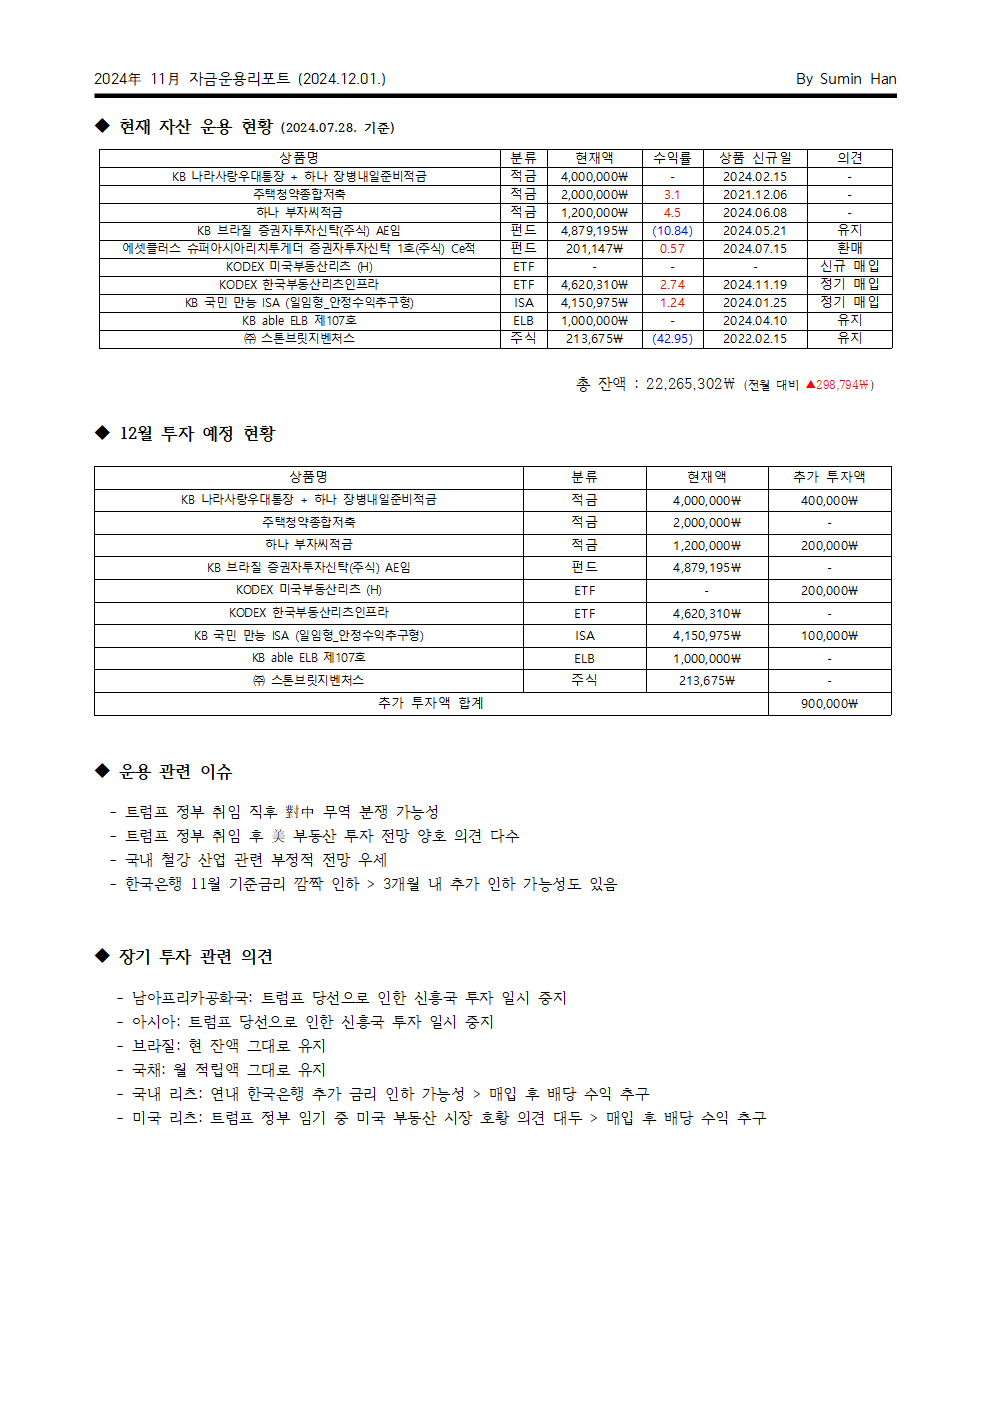 2024年 11月 자금운용리포트 (2024.12.01.) By Sumin Han
◆ 현재 자산 운용 현황 (2024.07.28. 기준)
상품명 분류 현재액 수익률 상품 신규일 의견
KB 나라사랑우대통장 + 하나 장병내일준비적금 적금 4,000,000₩ - 2024.02.15 -
주택청약종합저축 적금 2,000,000₩ 3.1 2021.12.06 -
하나 부자씨적금 적금 1,200,000₩ 4.5 2024.06.08 -
KB 브라질 증권자투자신탁(주식) AE임 펀드 4,879,195₩ (10.84) 2024.05.21 유지
에셋플러스 슈퍼아시아리치투게더 증권자투자신탁 1호(주식) Ce적 펀드 201,147₩ 0.57 2024.07.15 환매
KODEX 미국부동산리츠 (H) ETF - - - 신규 매입
KODEX 한국부동산리츠인프라 ETF 4,620,310₩ 2.74 2024.11.19 정기 매입
KB 국민 만능 ISA (일임형_안정수익추구형) ISA 4,150,975₩ 1.24 2024.01.25 정기 매입
KB able ELB 제107호 ELB 1,000,000₩ - 2024.04.10 유지
㈜ 스톤브릿지벤처스 주식 213,675₩ (42.95) 2022.02.15 유지
총 잔액 : 22,265,302₩ (전월 대비 ▲298,794₩)
◆ 12월 투자 예정 현황
상품명 분류 현재액 추가 투자액
KB 나라사랑우대통장 + 하나 장병내일준비적금 적금 4,000,000₩ 400,000₩
주택청약종합저축 적금 2,000,000₩ -
하나 부자씨적금 적금 1,200,000₩ 200,000₩
KB 브라질 증권자투자신탁(주식) AE임 펀드 4,879,195₩ -
KODEX 미국부동산리츠 (H) ETF - 200,000₩
KODEX 한국부동산리츠인프라 ETF 4,620,310₩ -
KB 국민 만능 ISA (일임형_안정수익추구형) ISA 4,150,975₩ 100,000₩
KB able ELB 제107호 ELB 1,000,000₩ -
㈜ 스톤브릿지벤처스 주식 213,675₩ -
추가 투자액 합계 900,000₩
◆ 운용 관련 이슈
- 트럼프 정부 취임 직후 對中 무역 분쟁 가능성
- 트럼프 정부 취임 후 美 부동산 투자 전망 양호 의견 다수
- 국내 철강 산업 관련 부정적 전망 우세
- 한국은행 11월 기준금리 깜짝 인하 > 3개월 내 추가 인하 가능성도 있음
◆ 장기 투자 관련 의견
- 남아프리카공화국: 트럼프 당선으로 인한 신흥국 투자 일시 중지
- 아시아: 트럼프 당선으로 인한 신흥국 투자 일시 중지
- 브라질: 현 잔액 그대로 유지
- 국채: 월 적립액 그대로 유지
- 국내 리츠: 연내 한국은행 추가 금리 인하 가능성 > 매입 후 배당 수익 추구
- 미국 리츠: 트럼프 정부 임기 중 미국 부동산 시장 호황 의견 대두 > 매입 후 배당 수익 추구